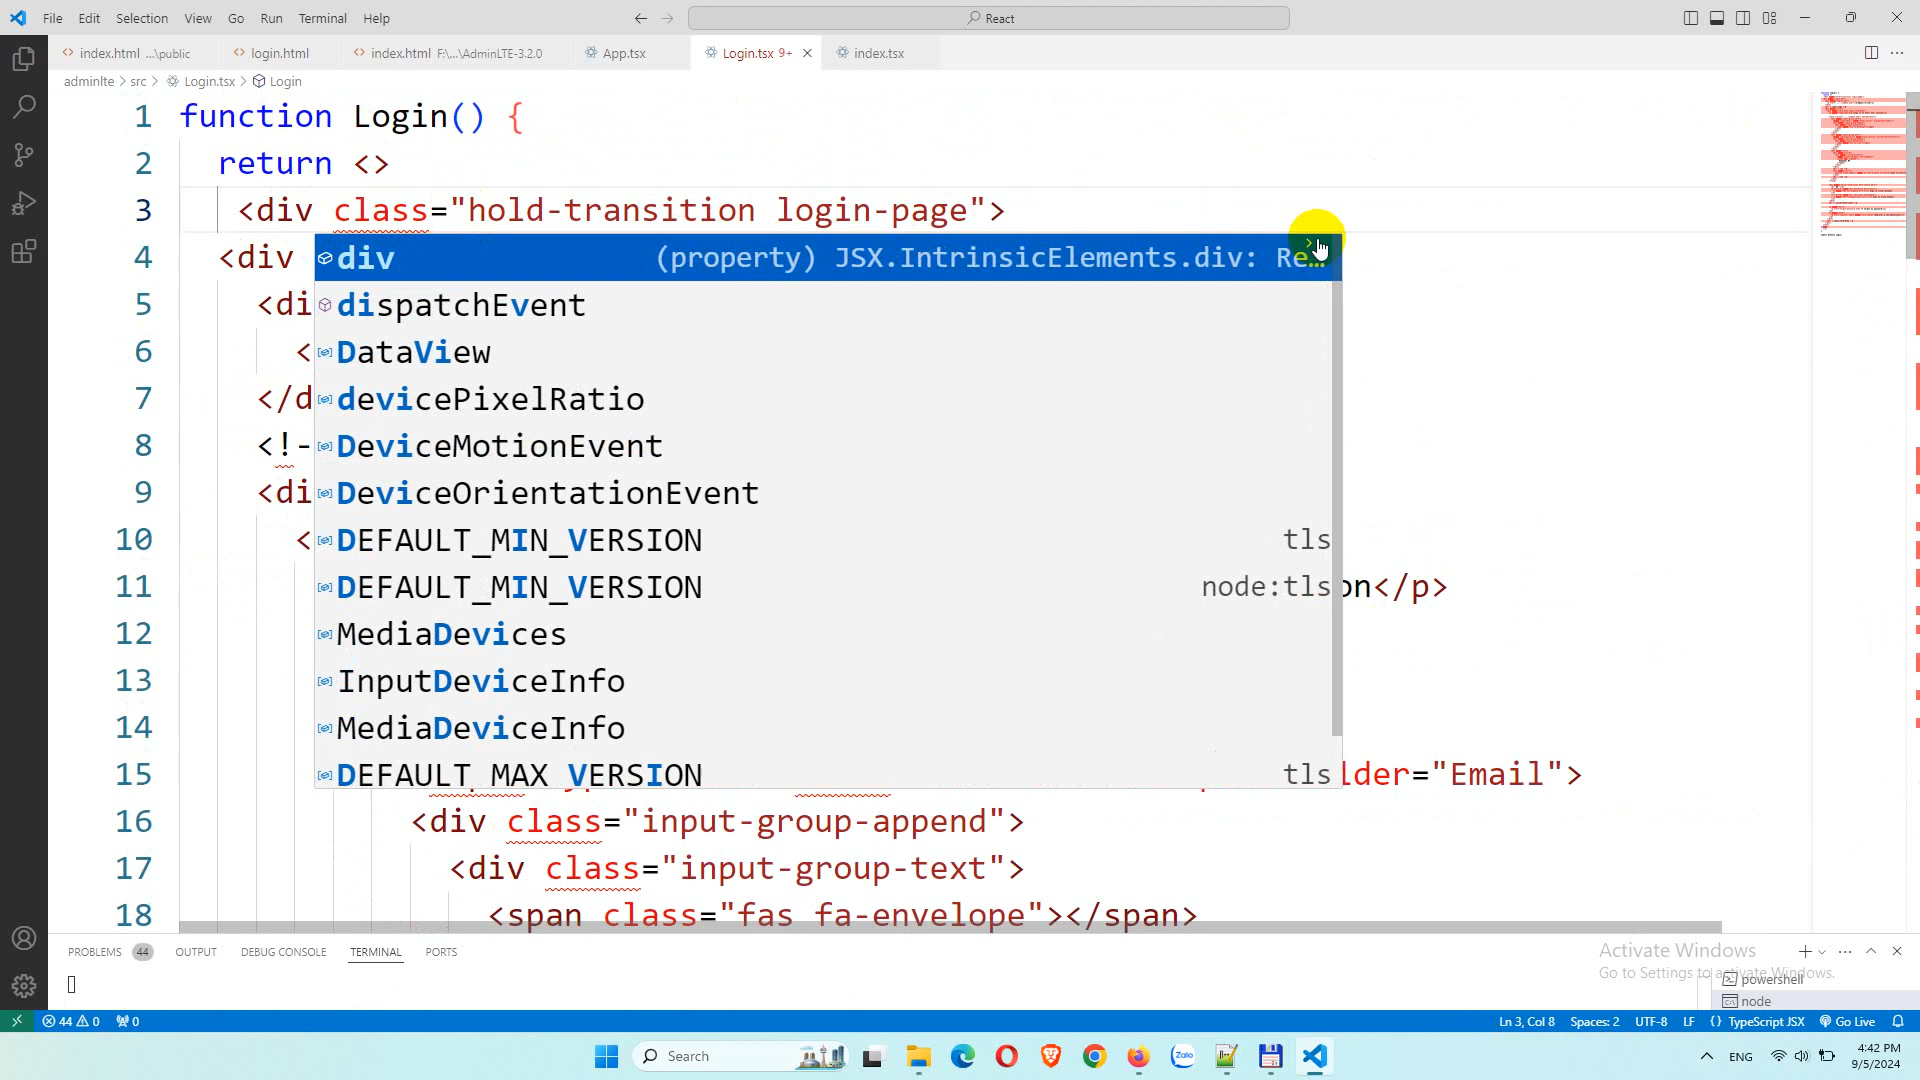 File Edit Selection View Go Run Terminal Help
React
index.html ...\public
login.html
index.html F:\...\AdminLTE-3.2.0
App.tsx
Login.tsx 9+
index.tsx
adminlte > src > Login.tsx > Login
1 function Login() {
2 return <>
3 <div class="hold-transition login-page">
4 <div
div (property) JSX.IntrinsicElements.div: Re…
5 <di
dispatchEvent
6 <
DataView
7 </d
devicePixelRatio
8 <!-
DeviceMotionEvent
9 <di
DeviceOrientationEvent
10 <
DEFAULT_MIN_VERSION tls
11
DEFAULT_MIN_VERSION node:tls
on</p>
12
MediaDevices
13
InputDeviceInfo
14
MediaDeviceInfo
15
DEFAULT_MAX_VERSION tls
lder="Email">
16 <div class="input-group-append">
17 <div class="input-group-text">
18 <span class="fas fa-envelope"></span>
PROBLEMS 44 OUTPUT DEBUG CONSOLE TERMINAL PORTS
Activate Windows
Go to Settings to activate Windows.
powershell
node
44 0 0
Ln 3, Col 8 Spaces: 2 UTF-8 LF {} TypeScript JSX Go Live
Search
Zalo
ENG
4:42 PM
9/5/2024